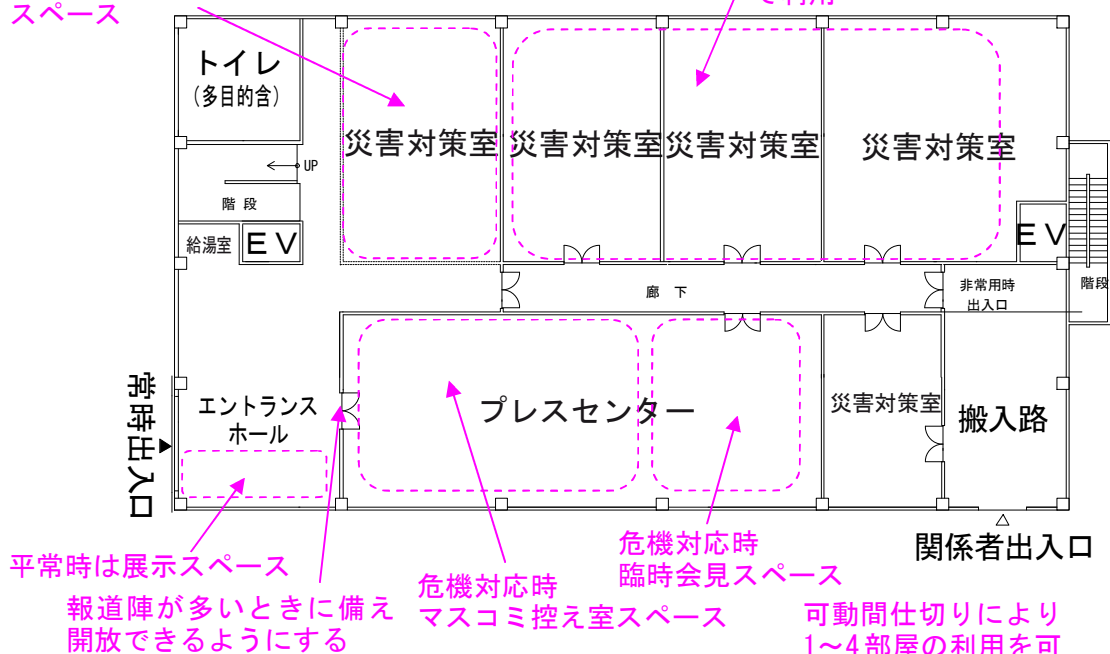 スペース
で利用
トイレ
（多目的含）
災害対策室
災害対策室
災害対策室
災害対策室
UP
階 段
給湯室
ＥＶ
ＥＶ
廊 下
非常用時
出入口
階段
常時出入口
エントランス
ホール
プレスセンター
災害対策室
搬入路
関係者出入口
平常時は展示スペース
報道陣が多いときに備え
開放できるようにする
危機対応時
マスコミ控え室スペース
危機対応時
臨時会見スペース
可動間仕切りにより
1～4部屋の利用を可